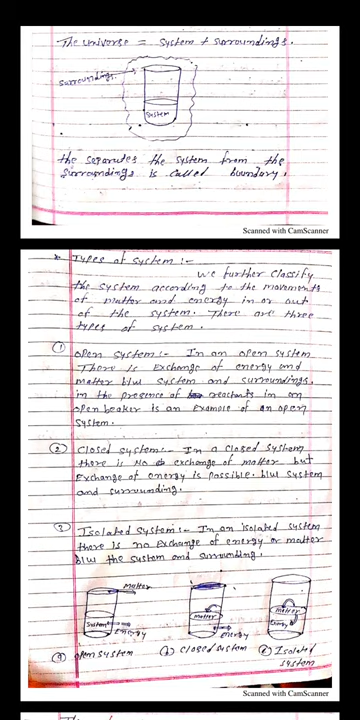 The universe = system + surroundings.
surroundings.
system
the separates the system from the
surroundings is called boundary.
Scanned with CamScanner
* Types of system :-
we further classify
the system according to the movements
of matter and energy in or out
of the system. There are three
types of system.
① open system :- In an open system
There is Exchange of energy and
matter b/w system and surroundings.
in the presence of reactants in an
open beaker is an Example of an open
system.
② closed system :- In a closed system
there is No exchange of matter but
Exchange of energy is possible. b/w system
and surrounding.
③ Isolated system :- In an isolated system
there is no Exchange of energy or matter
b/w the system and surrounding.
matter
system
Energy
matter
energy
matter
Energy
open system (b) closed system (c) Isolated
system
Scanned with CamScanner